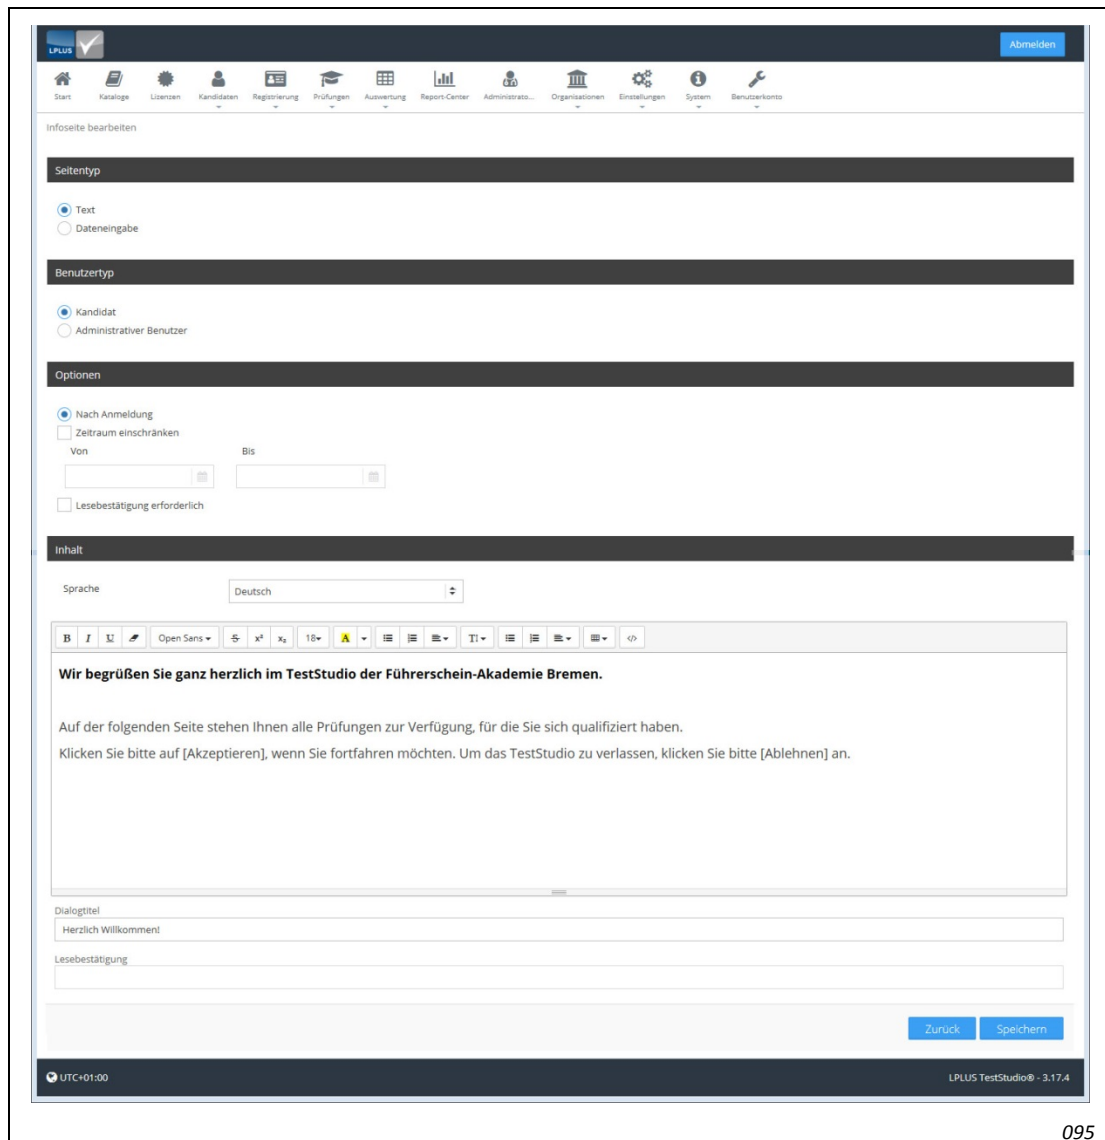 LPLUS
Abmelden
Start Kataloge Lizenzen Kandidaten Registrierung Prüfungen Auswertung Report-Center Administrato... Organisationen Einstellungen System Benutzerkonto
Infoseite bearbeiten
Seitentyp
Text
Dateneingabe
Benutzertyp
Kandidat
Administrativer Benutzer
Optionen
Nach Anmeldung
Zeitraum einschränken
Von Bis
Lesebestätigung erforderlich
Inhalt
Sprache Deutsch
B I U Open Sans S x² x₂ 18 A TI </>
Wir begrüßen Sie ganz herzlich im TestStudio der Führerschein-Akademie Bremen.
Auf der folgenden Seite stehen Ihnen alle Prüfungen zur Verfügung, für die Sie sich qualifiziert haben.
Klicken Sie bitte auf [Akzeptieren], wenn Sie fortfahren möchten. Um das TestStudio zu verlassen, klicken Sie bitte [Ablehnen] an.
Dialogtitel
Herzlich Willkommen!
Lesebestätigung
Zurück Speichern
UTC+01:00 LPLUS TestStudio® - 3.17.4
095